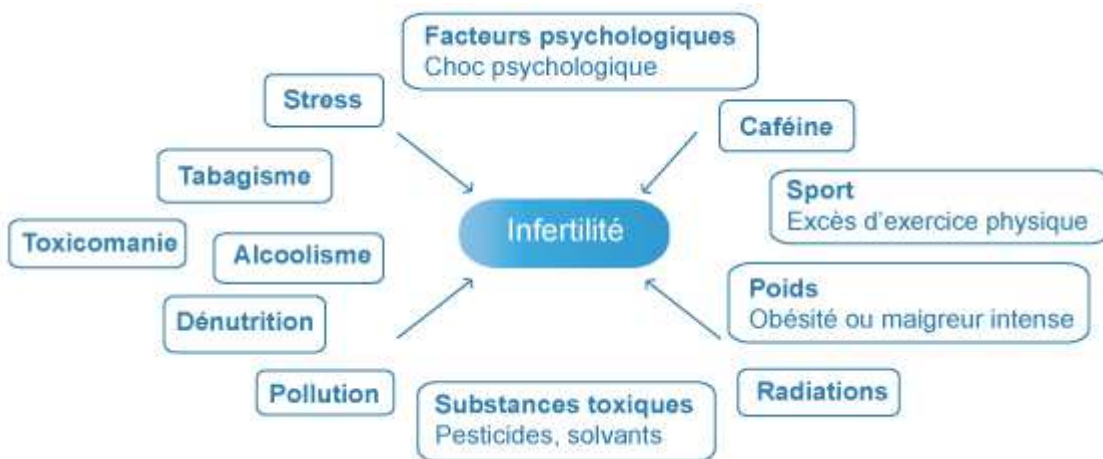 Facteurs psychologiques
Choc psychologique
Stress
Caféine
Tabagisme
Sport
Excès d'exercice physique
Infertilité
Toxicomanie
Alcoolisme
Poids
Obésité ou maigreur intense
Dénutrition
Pollution
Radiations
Substances toxiques
Pesticides, solvants